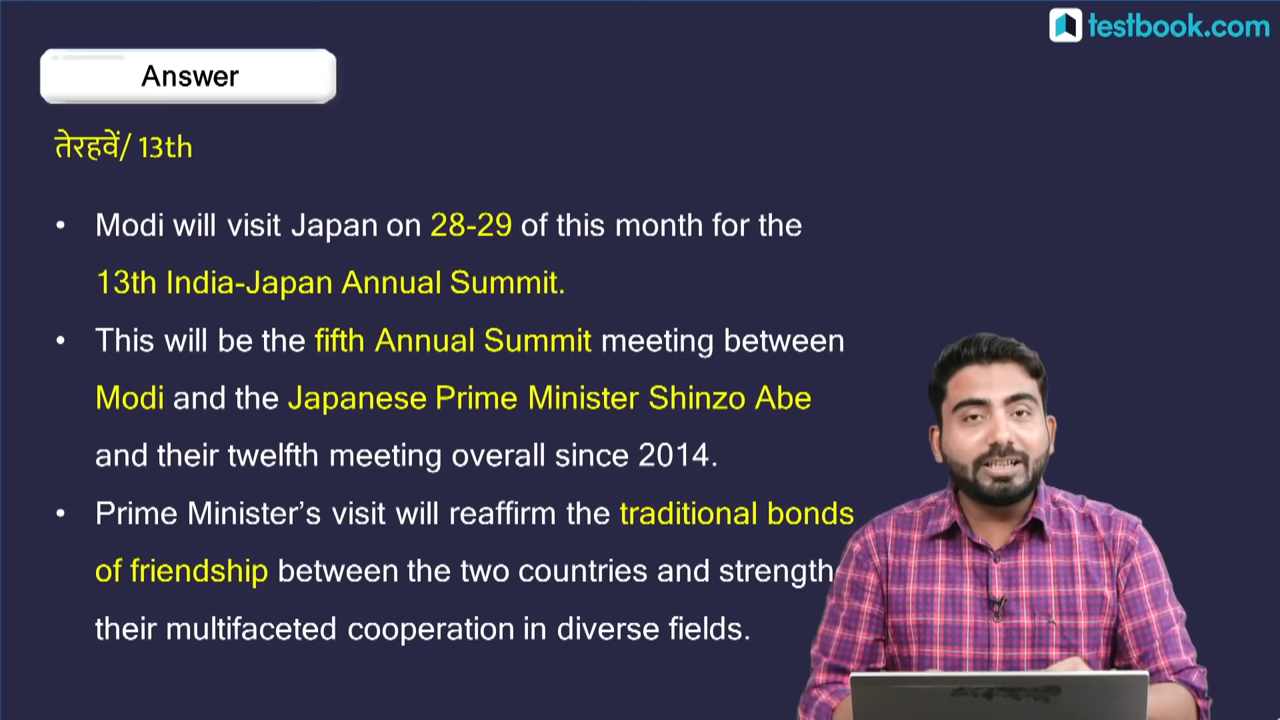 testbook.com
Answer
तेरहवें/ 13th
• Modi will visit Japan on 28-29 of this month for the
13th India-Japan Annual Summit.
• This will be the fifth Annual Summit meeting between
Modi and the Japanese Prime Minister Shinzo Abe
and their twelfth meeting overall since 2014.
• Prime Minister’s visit will reaffirm the traditional bonds
of friendship between the two countries and strength
their multifaceted cooperation in diverse fields.